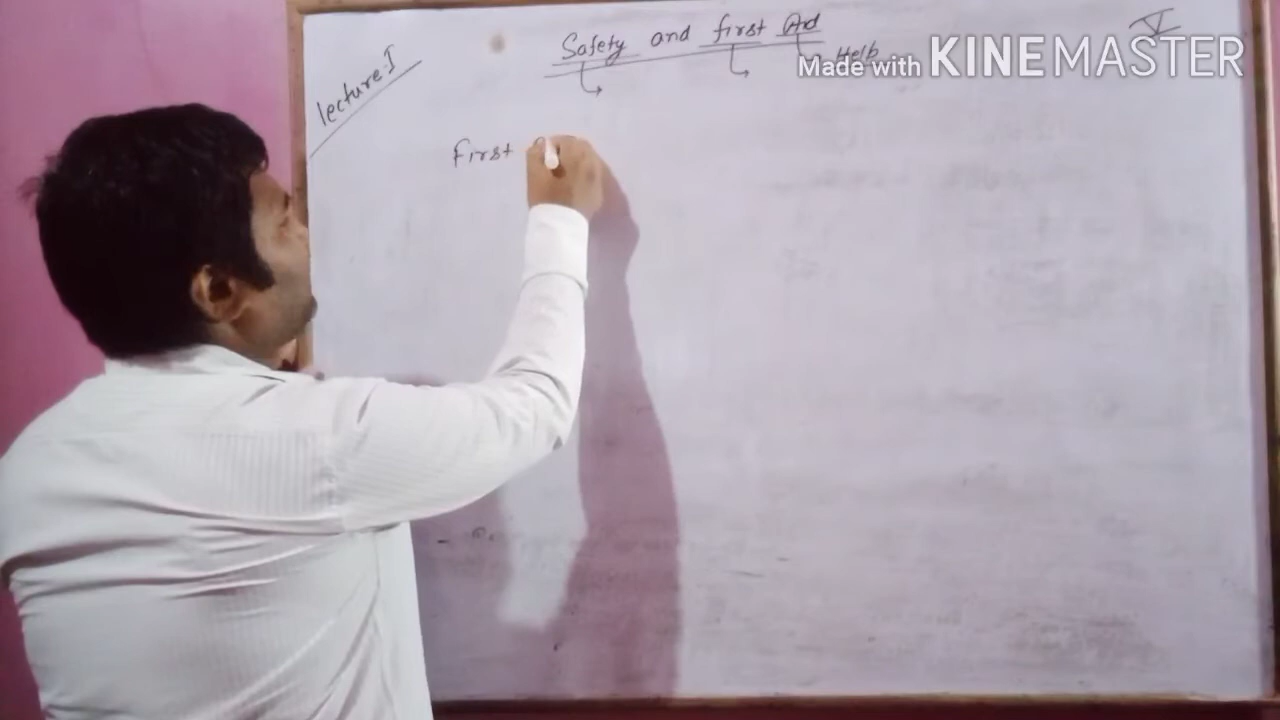 Safety and first Aid
V
Help
Made with KINEMASTER
lecture-I
First